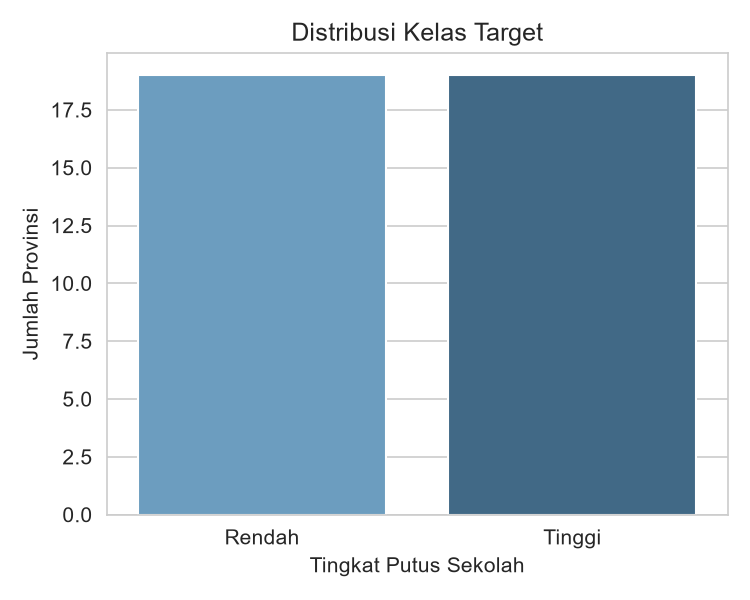 Distribusi Kelas Target
Jumlah Provinsi
17.5
15.0
12.5
10.0
7.5
5.0
2.5
0.0
Rendah
Tinggi
Tingkat Putus Sekolah